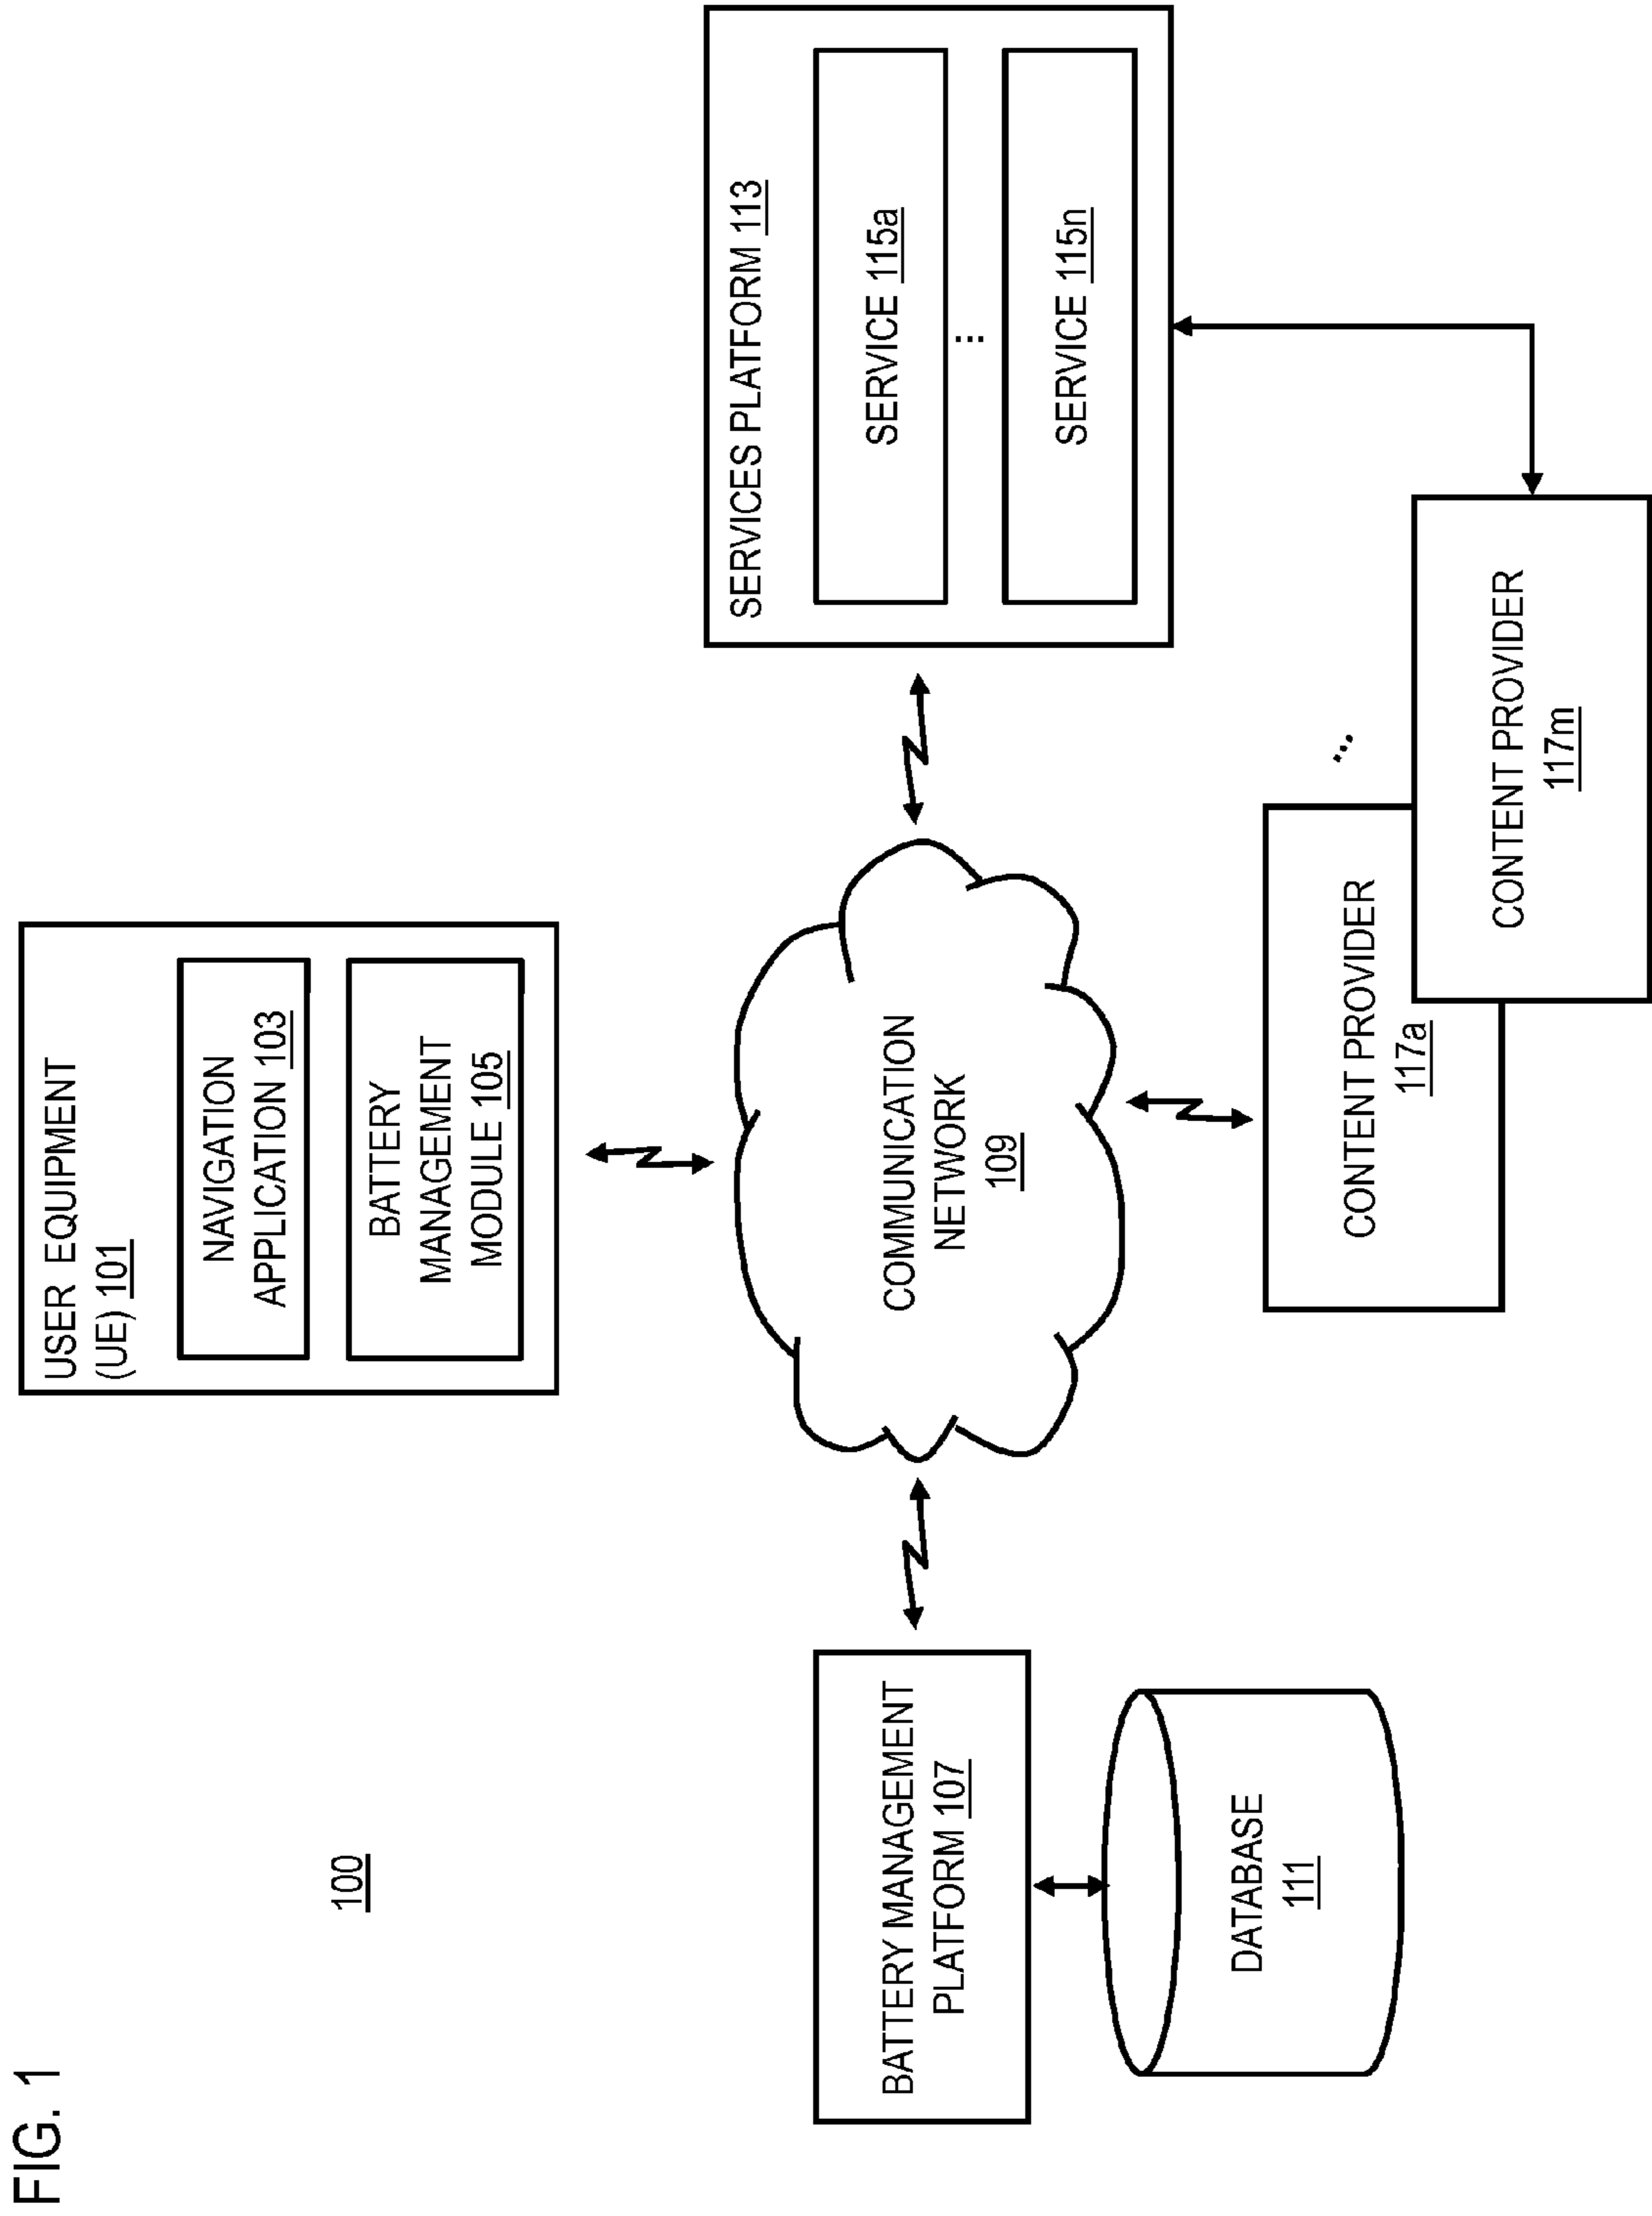 FIG. 1
100
USER EQUIPMENT
(UE) 101
NAVIGATION
APPLICATION 103
BATTERY
MANAGEMENT
MODULE 105
BATTERY MANAGEMENT
PLATFORM 107
DATABASE
111
COMMUNICATION
NETWORK
109
SERVICES PLATFORM 113
SERVICE 115a
...
SERVICE 115n
CONTENT PROVIDER
117a
...
CONTENT PROVIDER
117m